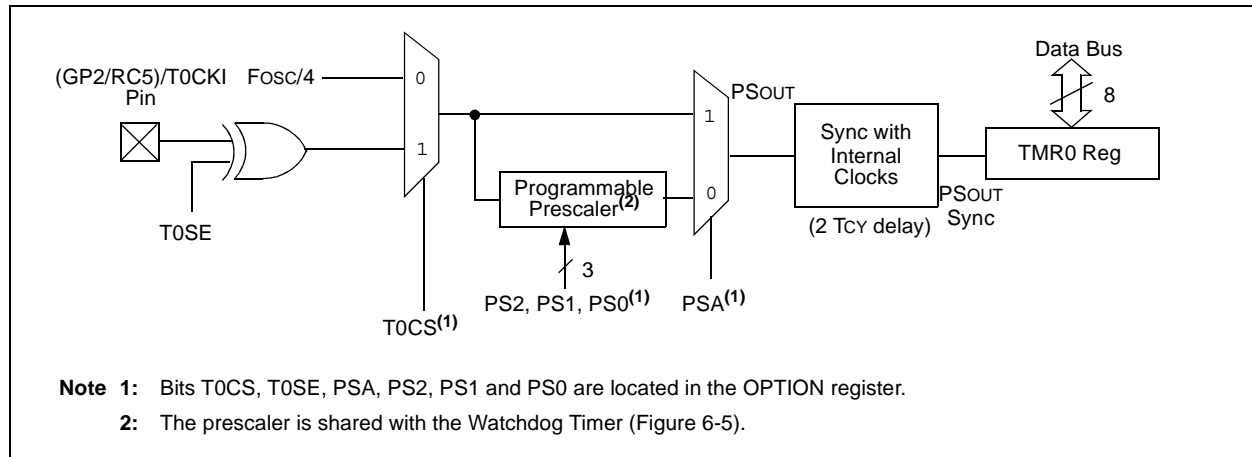 Data Bus
(GP2/RC5)/T0CKI
Pin
FOSC/4
0
1
T0SE
T0CS(1)
Programmable
Prescaler(2)
3
PS2, PS1, PS0(1)
1
0
PSA(1)
PSOUT
Sync with
Internal
Clocks
(2 TCY delay)
PSOUT
Sync
8
TMR0 Reg
Note 1: Bits T0CS, T0SE, PSA, PS2, PS1 and PS0 are located in the OPTION register.
2: The prescaler is shared with the Watchdog Timer (Figure 6-5).